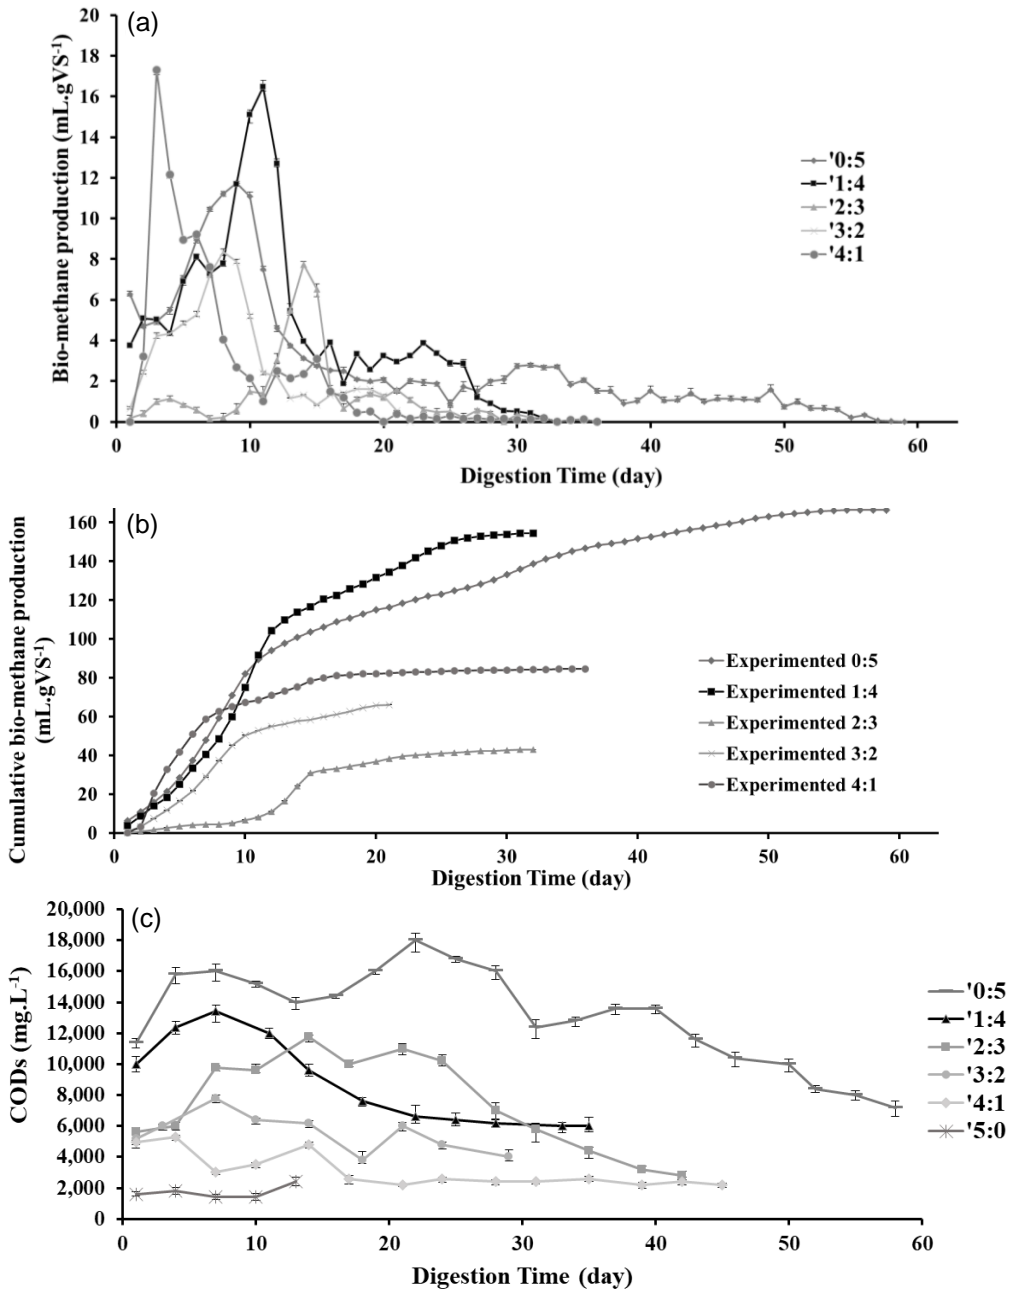 (a)
Bio-methane production (mL.gVS-1)
20
18
16
14
12
10
8
6
4
2
0
0 10 20 30 40 50 60
Digestion Time (day)
'0:5
'1:4
'2:3
'3:2
'4:1
(b)
Cumulative bio-methane production
(mL.gVS-1)
160
140
120
100
80
60
40
20
0
0 10 20 30 40 50 60
Digestion Time (day)
Experimented 0:5
Experimented 1:4
Experimented 2:3
Experimented 3:2
Experimented 4:1
(c)
CODs (mg.L-1)
20,000
18,000
16,000
14,000
12,000
10,000
8,000
6,000
4,000
2,000
0
0 10 20 30 40 50 60
Digestion Time (day)
'0:5
'1:4
'2:3
'3:2
'4:1
'5:0